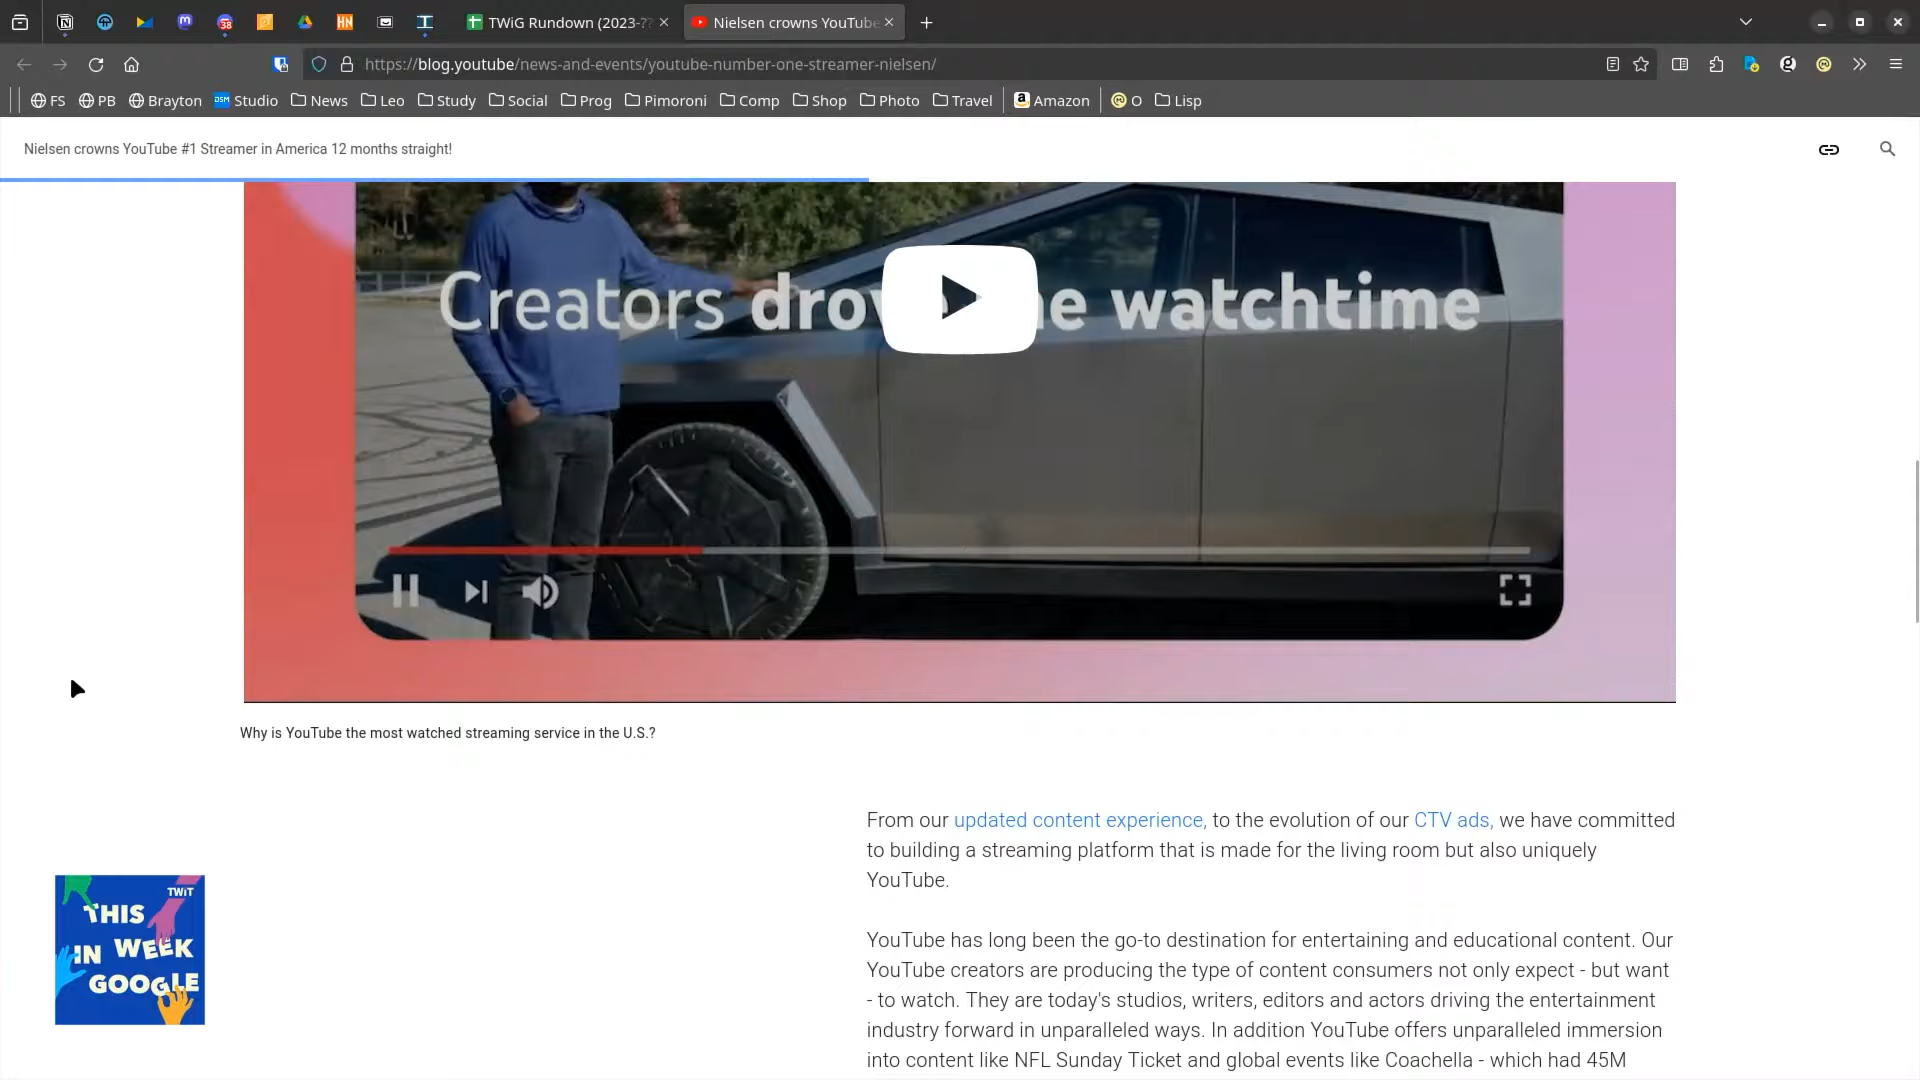 38
HN
TWiG Rundown (2023-??
Nielsen crowns YouTube
https://blog.youtube/news-and-events/youtube-number-one-streamer-nielsen/
FS PB Brayton DSM Studio News Leo Study Social Prog Pimoroni Comp Shop Photo Travel Amazon O Lisp
Nielsen crowns YouTube #1 Streamer in America 12 months straight!
Creators
watchtime
Why is YouTube the most watched streaming service in the U.S.?
From our updated content experience, to the evolution of our CTV ads, we have committed
to building a streaming platform that is made for the living room but also uniquely
YouTube.
YouTube has long been the go-to destination for entertaining and educational content. Our
YouTube creators are producing the type of content consumers not only expect - but want
- to watch. They are today's studios, writers, editors and actors driving the entertainment
industry forward in unparalleled ways. In addition YouTube offers unparalleled immersion
into content like NFL Sunday Ticket and global events like Coachella - which had 45M
TWiT
THIS
IN WEEK
GOOGLE